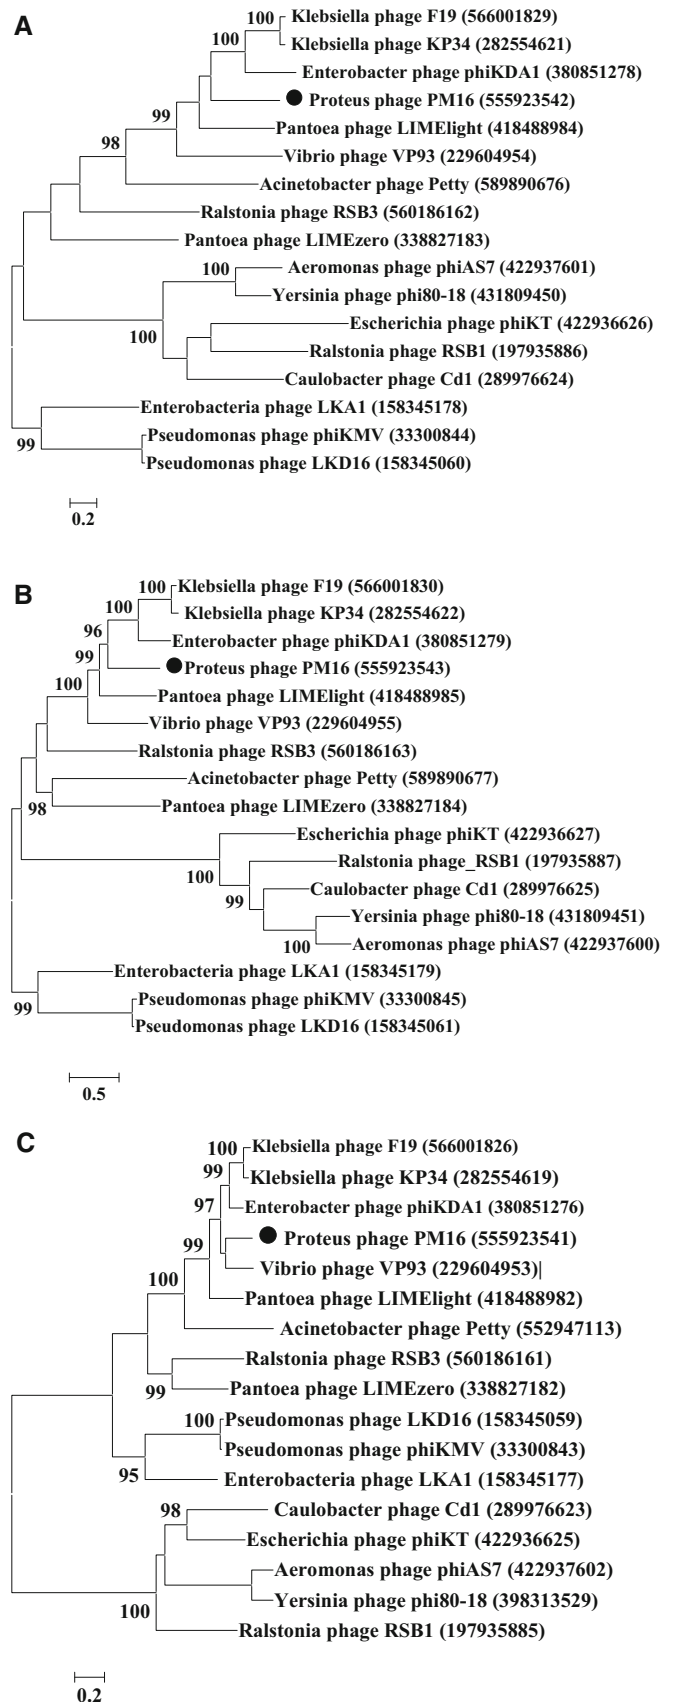 A
100
Klebsiella phage F19 (566001829)
100
Klebsiella phage KP34 (282554621)
Enterobacter phage phiKDA1 (380851278)
Proteus phage PM16 (555923542)
99
Pantoea phage LIMElight (418488984)
98
Vibrio phage VP93 (229604954)
Acinetobacter phage Petty (589890676)
Ralstonia phage RSB3 (560186162)
Pantoea phage LIMEzero (338827183)
100
Aeromonas phage phiAS7 (422937601)
Yersinia phage phi80-18 (431809450)
Escherichia phage phiKT (422936626)
100
Ralstonia phage RSB1 (197935886)
Caulobacter phage Cd1 (289976624)
Enterobacteria phage LKA1 (158345178)
Pseudomonas phage phiKMV (33300844)
99
Pseudomonas phage LKD16 (158345060)
0.2
B
100
Klebsiella phage F19 (566001830)
100
Klebsiella phage KP34 (282554622)
96
Enterobacter phage phiKDA1 (380851279)
99
Proteus phage PM16 (555923543)
100
Pantoea phage LIMElight (418488985)
Vibrio phage VP93 (229604955)
Ralstonia phage RSB3 (560186163)
Acinetobacter phage Petty (589890677)
98
Pantoea phage LIMEzero (338827184)
Escherichia phage phiKT (422936627)
Ralstonia phage_RSB1 (197935887)
100
Caulobacter phage Cd1 (289976625)
99
Yersinia phage phi80-18 (431809451)
100
Aeromonas phage phiAS7 (422937600)
Enterobacteria phage LKA1 (158345179)
Pseudomonas phage phiKMV (33300845)
99
Pseudomonas phage LKD16 (158345061)
0.5
C
100
Klebsiella phage F19 (566001826)
99
Klebsiella phage KP34 (282554619)
97
Enterobacter phage phiKDA1 (380851276)
Proteus phage PM16 (555923541)
99
Vibrio phage VP93 (229604953)|
100
Pantoea phage LIMElight (418488982)
Acinetobacter phage Petty (552947113)
Ralstonia phage RSB3 (560186161)
99
Pantoea phage LIMEzero (338827182)
100
Pseudomonas phage LKD16 (158345059)
Pseudomonas phage phiKMV (33300843)
95
Enterobacteria phage LKA1 (158345177)
98
Caulobacter phage Cd1 (289976623)
Escherichia phage phiKT (422936625)
Aeromonas phage phiAS7 (422937602)
Yersinia phage phi80-18 (398313529)
100
Ralstonia phage RSB1 (197935885)
0.2